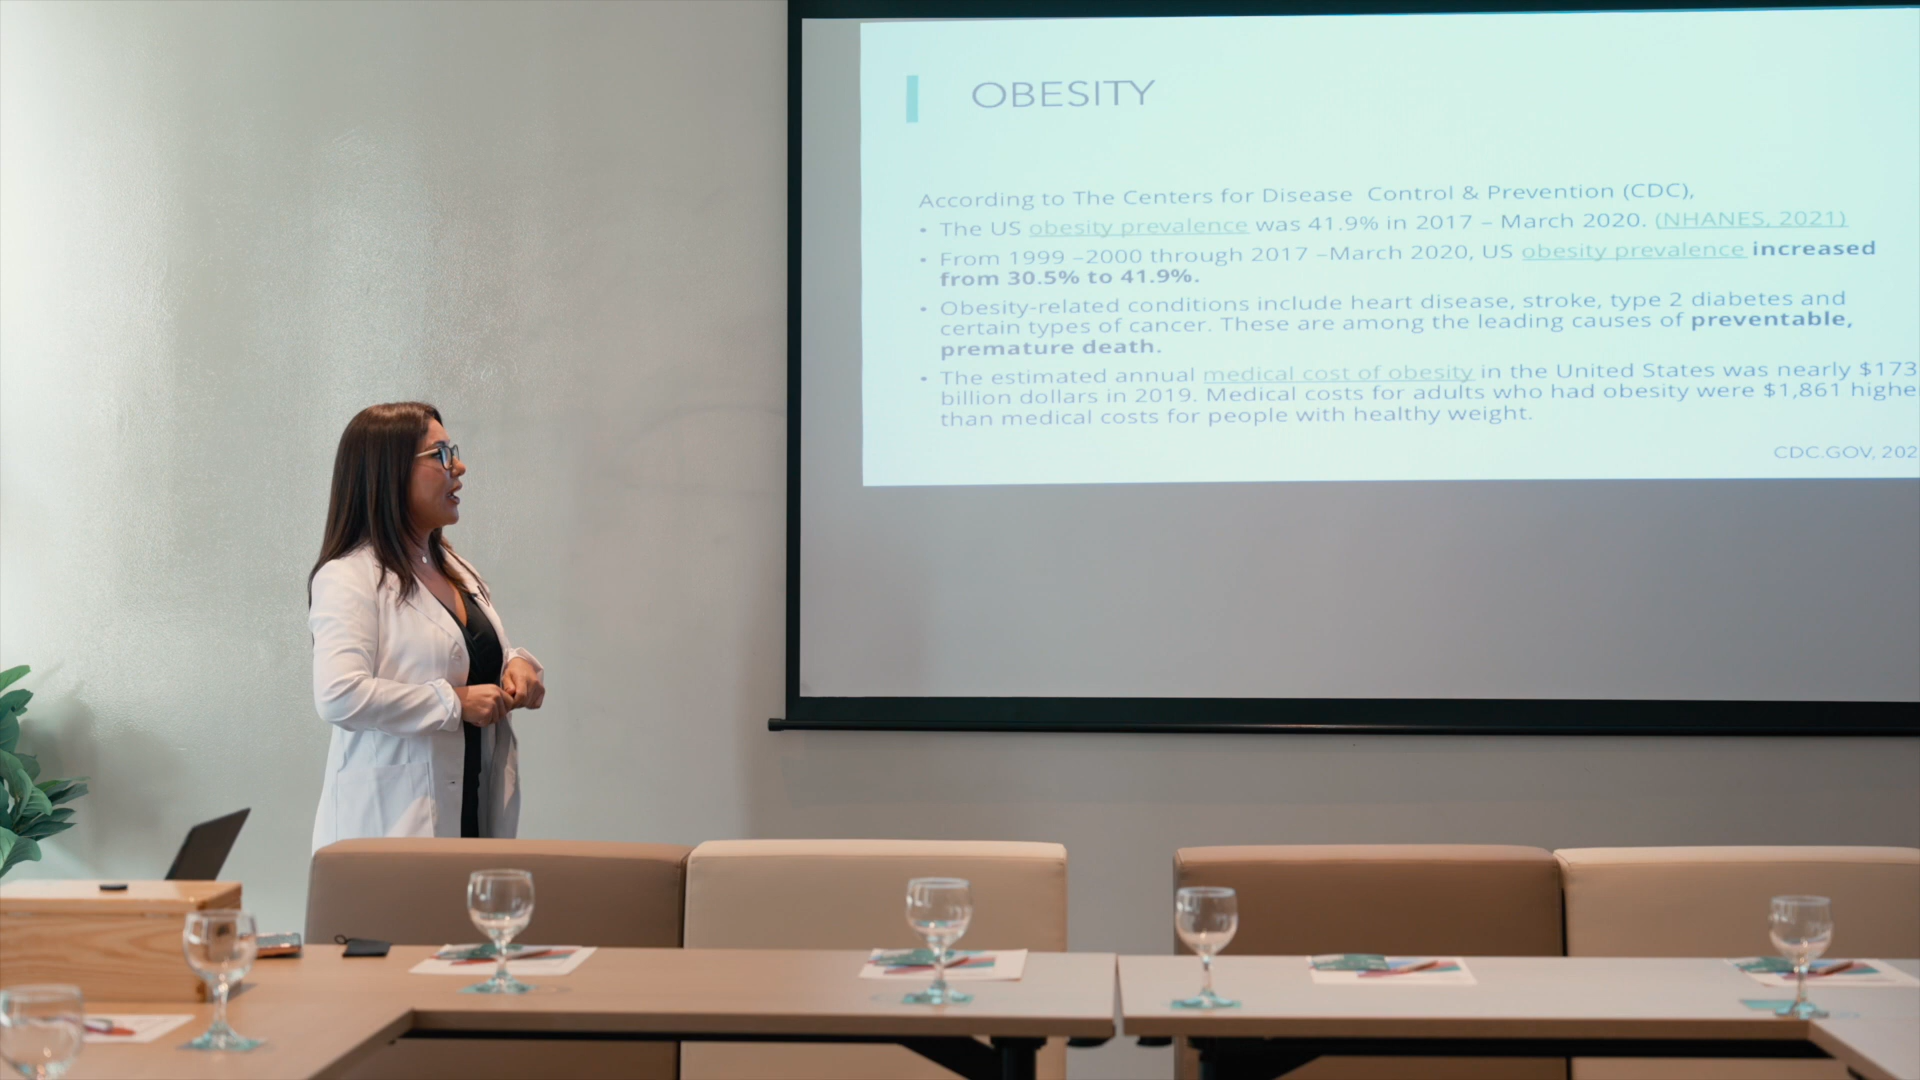 OBESITY
According to The Centers for Disease Control & Prevention (CDC),
• The US obesity prevalence was 41.9% in 2017 – March 2020. (NHANES, 2021)
• From 1999 –2000 through 2017 –March 2020, US obesity prevalence increased
from 30.5% to 41.9%.
• Obesity-related conditions include heart disease, stroke, type 2 diabetes and
certain types of cancer. These are among the leading causes of preventable,
premature death.
• The estimated annual medical cost of obesity in the United States was nearly $173
billion dollars in 2019. Medical costs for adults who had obesity were $1,861 highe
than medical costs for people with healthy weight.
CDC.GOV, 202